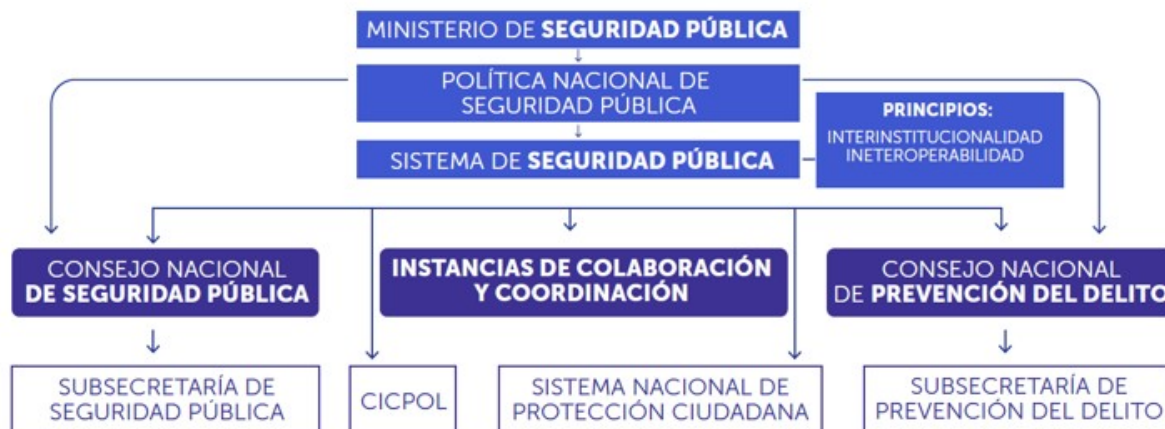 MINISTERIO DE SEGURIDAD PÚBLICA
POLÍTICA NACIONAL DE
SEGURIDAD PÚBLICA
PRINCIPIOS:
INTERINSTITUCIONALIDAD
INETEROPERABILIDAD
SISTEMA DE SEGURIDAD PÚBLICA
CONSEJO NACIONAL
DE SEGURIDAD PÚBLICA
INSTANCIAS DE COLABORACIÓN
Y COORDINACIÓN
CONSEJO NACIONAL
DE PREVENCIÓN DEL DELITO
SUBSECRETARÍA DE
SEGURIDAD PÚBLICA
CICPOL
SISTEMA NACIONAL DE
PROTECCIÓN CIUDADANA
SUBSECRETARÍA DE
PREVENCIÓN DEL DELITO